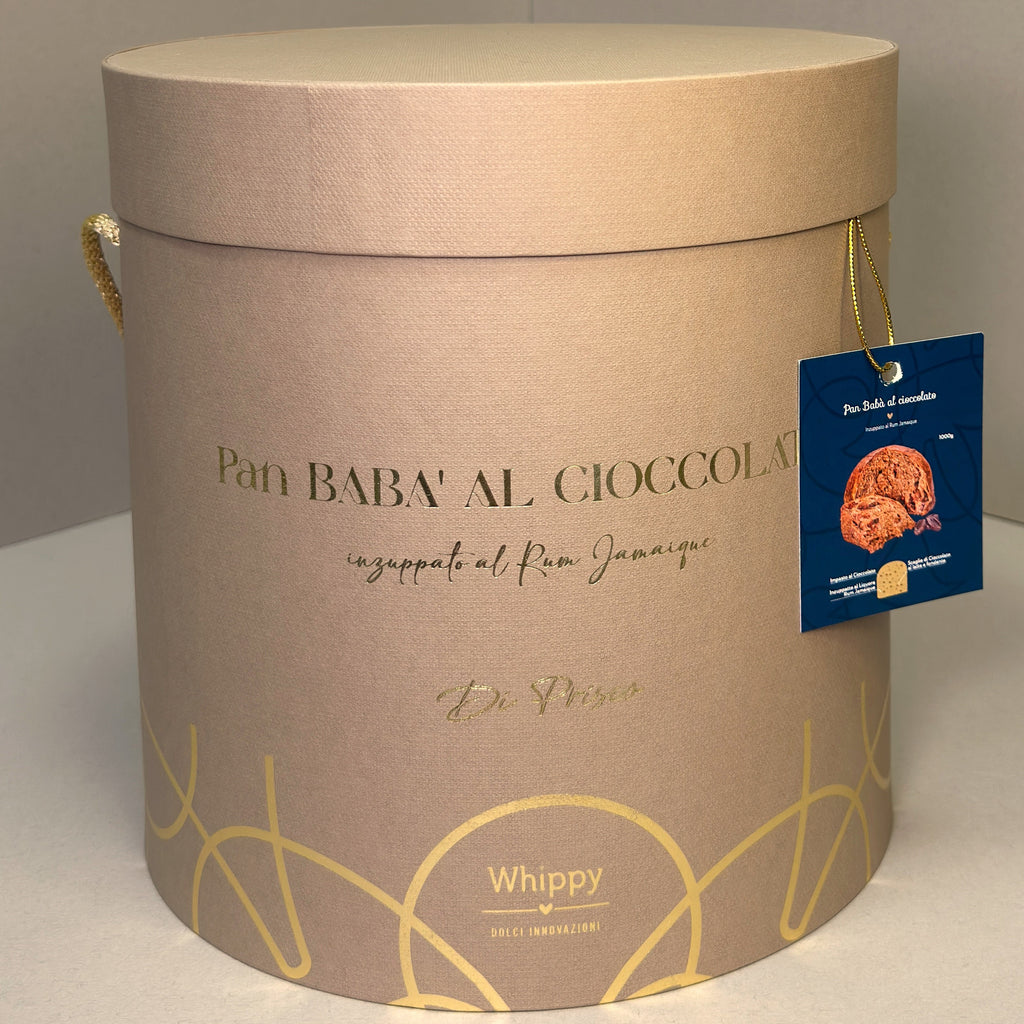 Pan BABA' AL CIOCCOLAT
inzuppato al Rum Jamaique
Di Prisco
Whippy
DOLCI INNOVAZIONI
Pan Babà al cioccolato
Inzuppato al Rum Jamaique
1000g
Impasto al Cioccolato
Inzuppatto al Liquore
Rum Jamaique
Scaglie di Cioccolato
al latte e fondente